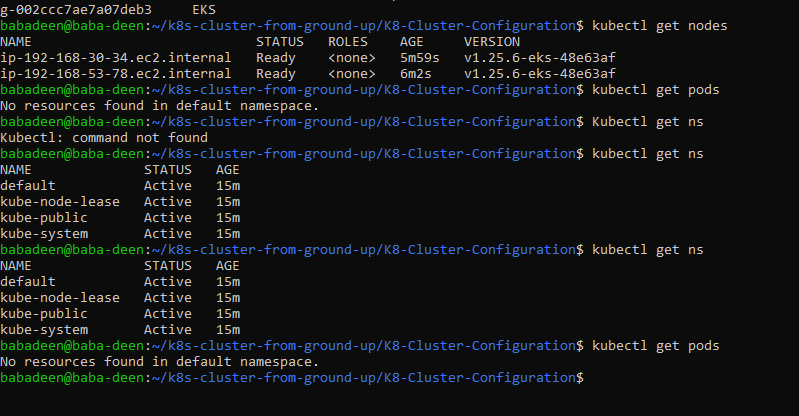 g-002ccc7ae7a07deb3     EKS
babadeen@baba-deen:~/k8s-cluster-from-ground-up/K8-Cluster-Configuration$ kubectl get nodes
NAME                            STATUS   ROLES    AGE     VERSION
ip-192-168-30-34.ec2.internal   Ready    <none>   5m59s   v1.25.6-eks-48e63af
ip-192-168-53-78.ec2.internal   Ready    <none>   6m2s    v1.25.6-eks-48e63af
babadeen@baba-deen:~/k8s-cluster-from-ground-up/K8-Cluster-Configuration$ kubectl get pods
No resources found in default namespace.
babadeen@baba-deen:~/k8s-cluster-from-ground-up/K8-Cluster-Configuration$ Kubectl get ns
Kubectl: command not found
babadeen@baba-deen:~/k8s-cluster-from-ground-up/K8-Cluster-Configuration$ kubectl get ns
NAME              STATUS   AGE
default           Active   15m
kube-node-lease   Active   15m
kube-public       Active   15m
kube-system       Active   15m
babadeen@baba-deen:~/k8s-cluster-from-ground-up/K8-Cluster-Configuration$ kubectl get ns
NAME              STATUS   AGE
default           Active   15m
kube-node-lease   Active   15m
kube-public       Active   15m
kube-system       Active   15m
babadeen@baba-deen:~/k8s-cluster-from-ground-up/K8-Cluster-Configuration$ kubectl get pods
No resources found in default namespace.
babadeen@baba-deen:~/k8s-cluster-from-ground-up/K8-Cluster-Configuration$